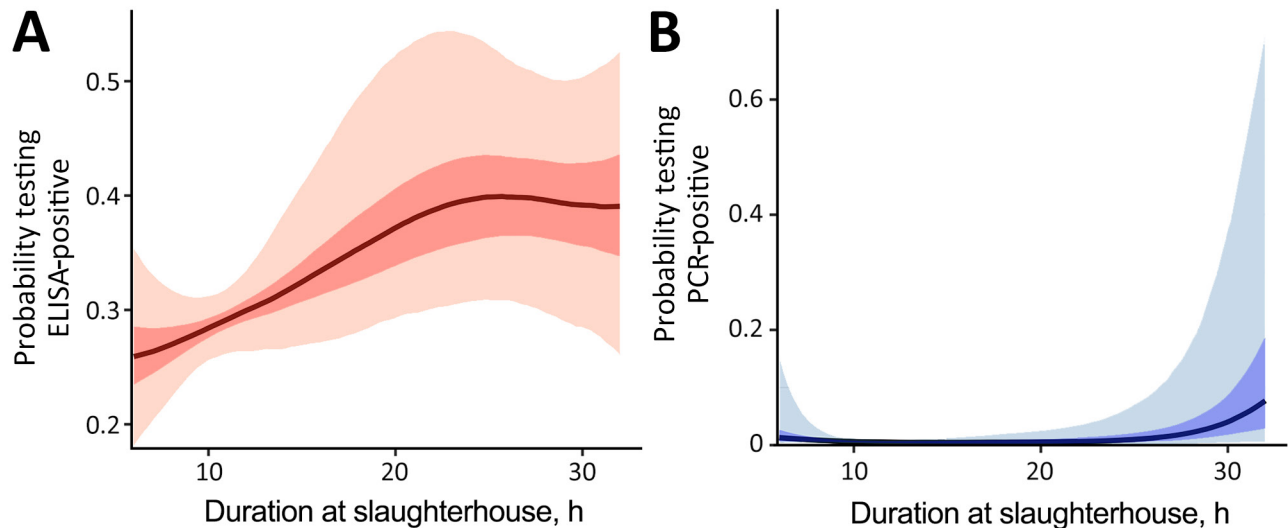 A
Probability testing
ELISA-positive
0.5
0.4
0.3
0.2
10
20
30
Duration at slaughterhouse, h
B
Probability testing
PCR-positive
0.6
0.4
0.2
0
10
20
30
Duration at slaughterhouse, h